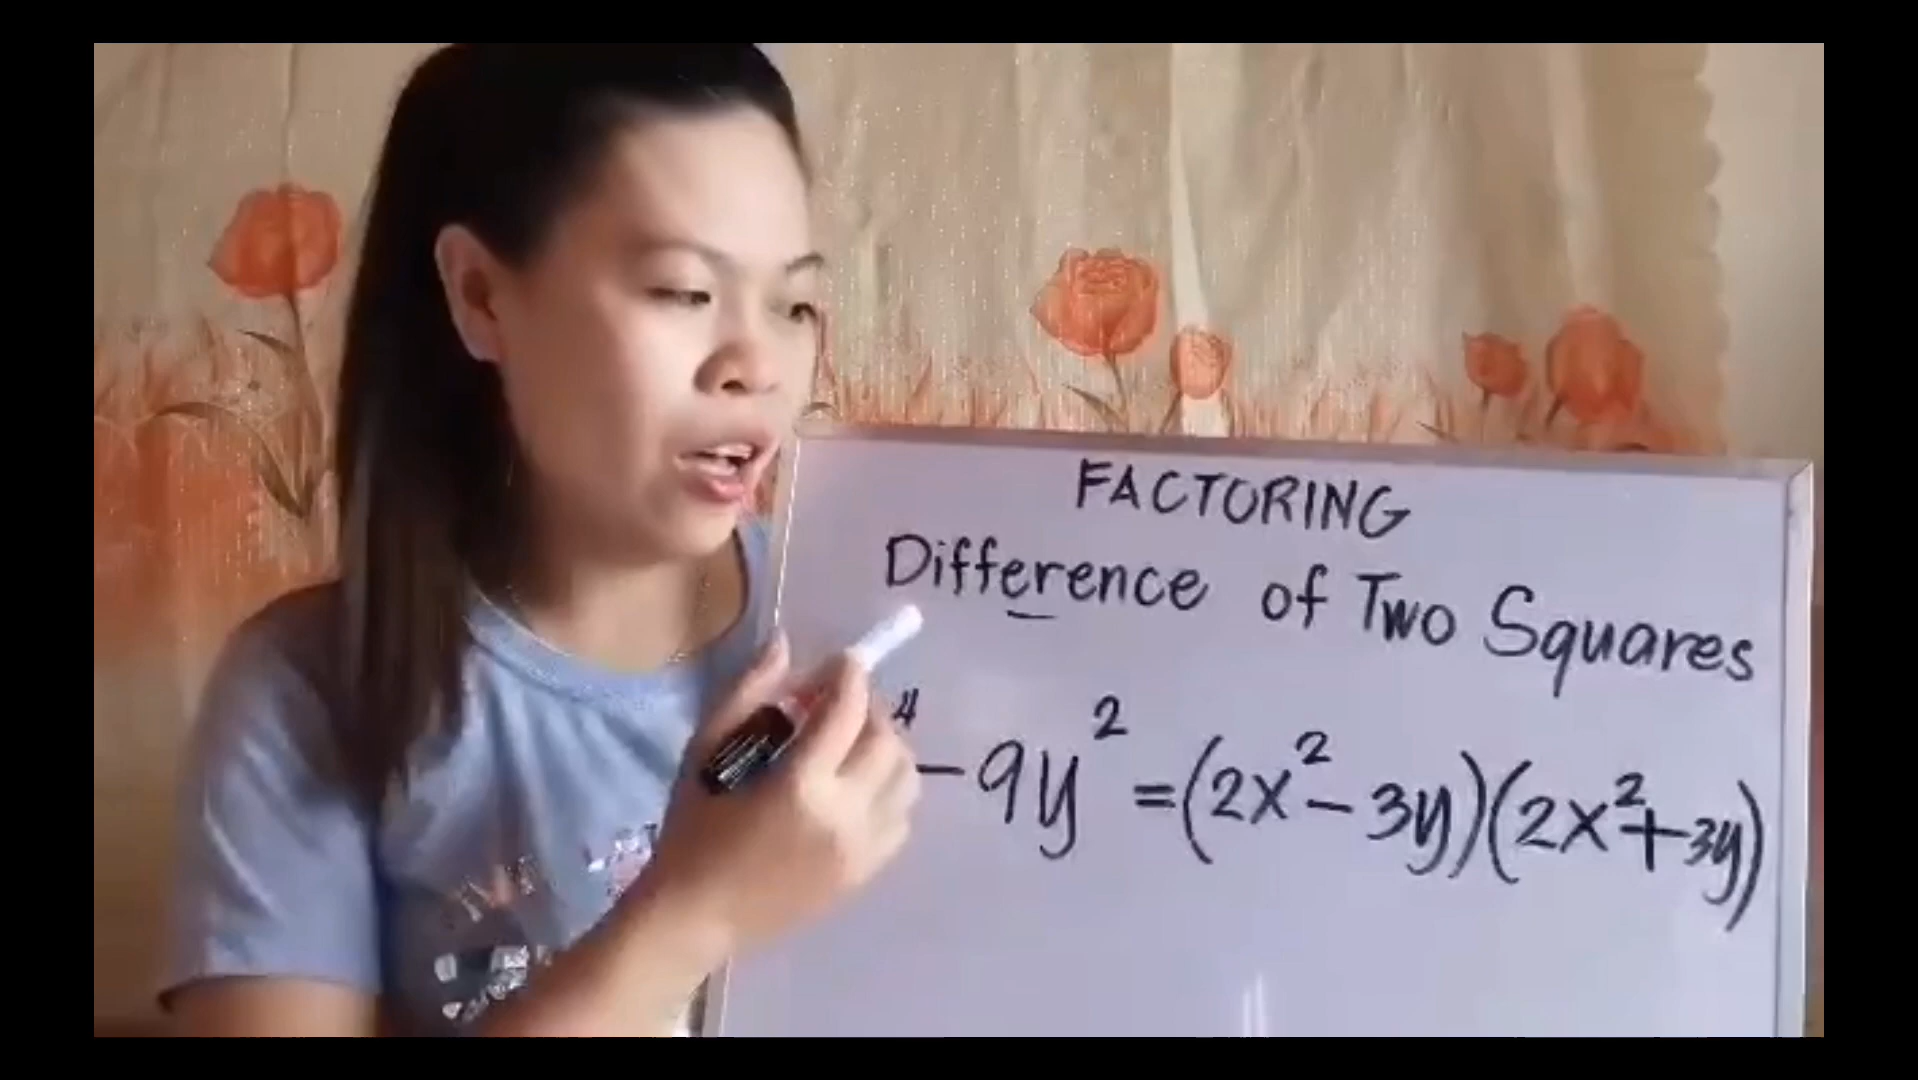 FACTORING
Difference of Two Squares
⁴ - 9y² = (2x² - 3y)(2x² + 3y)